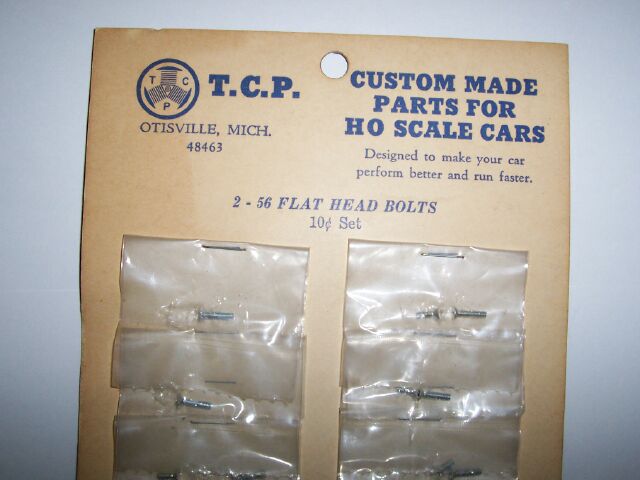 T C P
T.C.P.
OTISVILLE, MICH.
48463
CUSTOM MADE
PARTS FOR
HO SCALE CARS
Designed to make your car
perform better and run faster.
2 - 56 FLAT HEAD BOLTS
10¢ Set